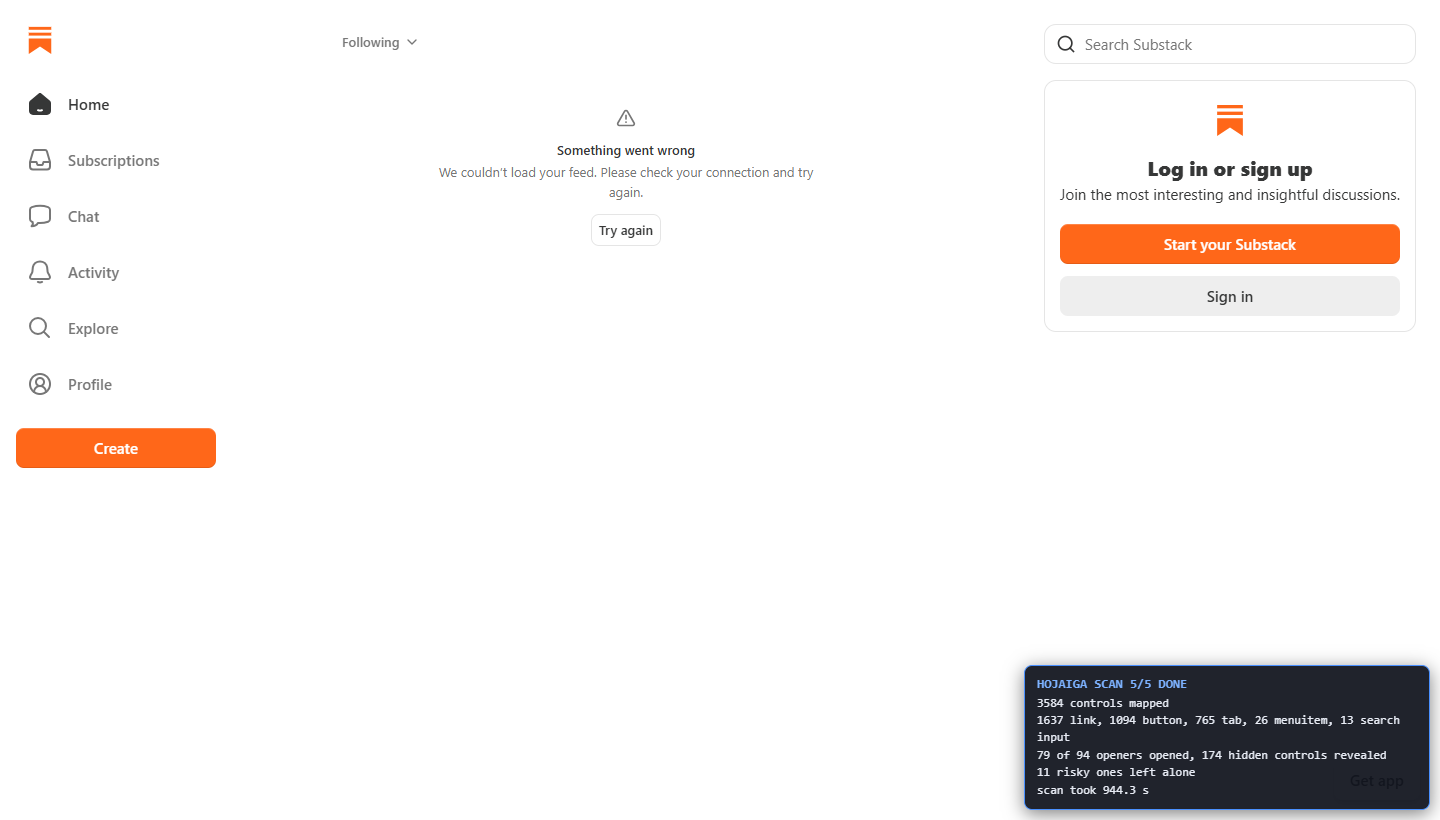 Home
Subscriptions
Chat
Activity
Explore
Profile
Create
Following
Something went wrong
We couldn't load your feed. Please check your connection and try
again.
Try again
Search Substack
Log in or sign up
Join the most interesting and insightful discussions.
Start your Substack
Sign in
HOJAIGA SCAN 5/5 DONE
3584 controls mapped
1637 link, 1094 button, 765 tab, 26 menuitem, 13 search
input
79 of 94 openers opened, 174 hidden controls revealed
11 risky ones left alone
Get app
scan took 944.3 s